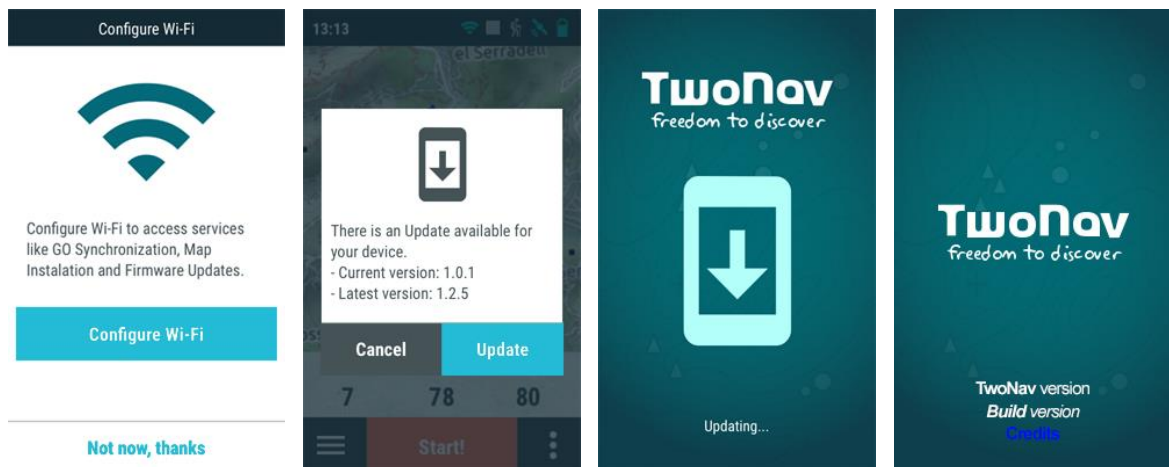 Configure Wi-Fi
Configure Wi-Fi to access services
like GO Synchronization, Map
Instalation and Firmware Updates.
Configure Wi-Fi
Not now, thanks
13:13
el Serradell
There is an Update available for
your device.
- Current version: 1.0.1
- Latest version: 1.2.5
Cancel
Update
7 78 80
Start!
TwoNav
freedom to discover
Updating...
TwoNav
freedom to discover
TwoNav version
Build version
Credits